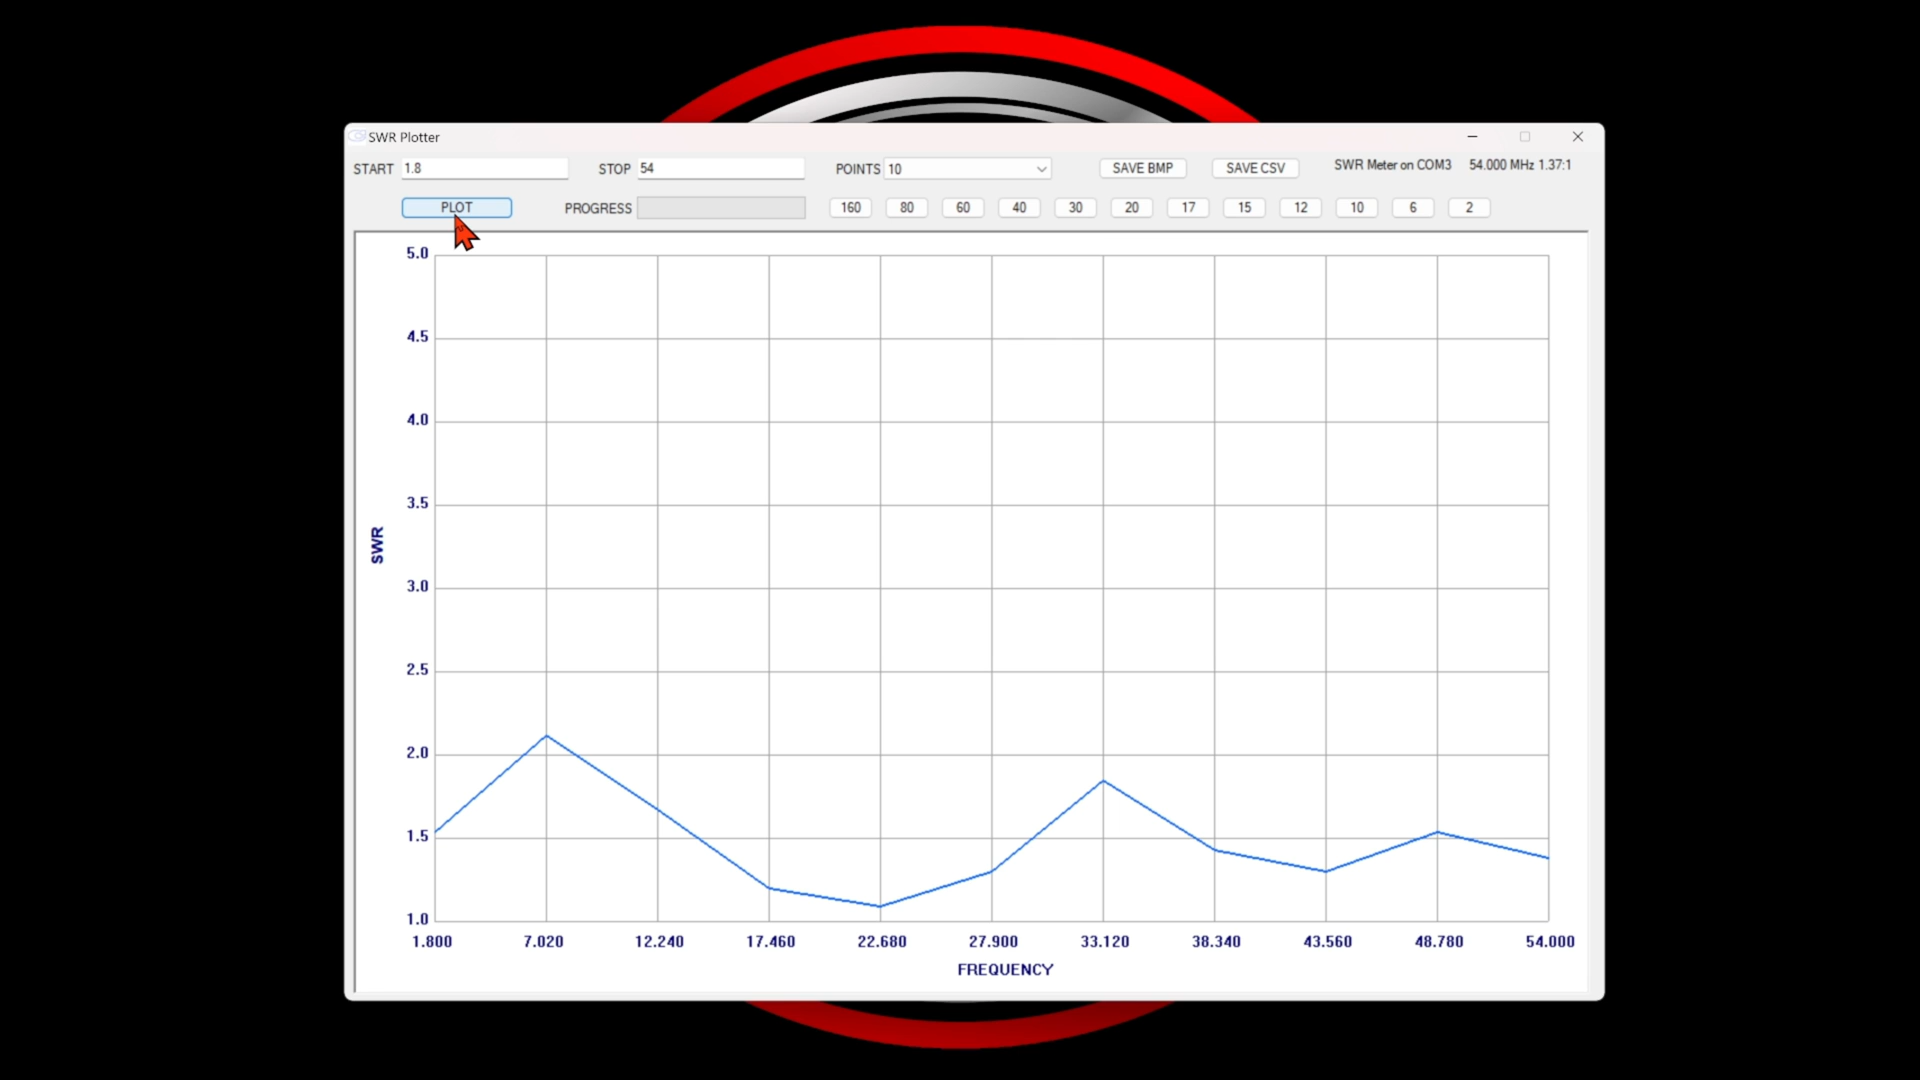 SWR Plotter
START 1.8 STOP 54 POINTS 10 SAVE BMP SAVE CSV SWR Meter on COM3 54.000 MHz 1.37:1
PLOT PROGRESS 160 80 60 40 30 20 17 15 12 10 6 2
5.0
4.5
4.0
3.5
SWR
3.0
2.5
2.0
1.5
1.0
1.800 7.020 12.240 17.460 22.680 27.900 33.120 38.340 43.560 48.780 54.000
FREQUENCY